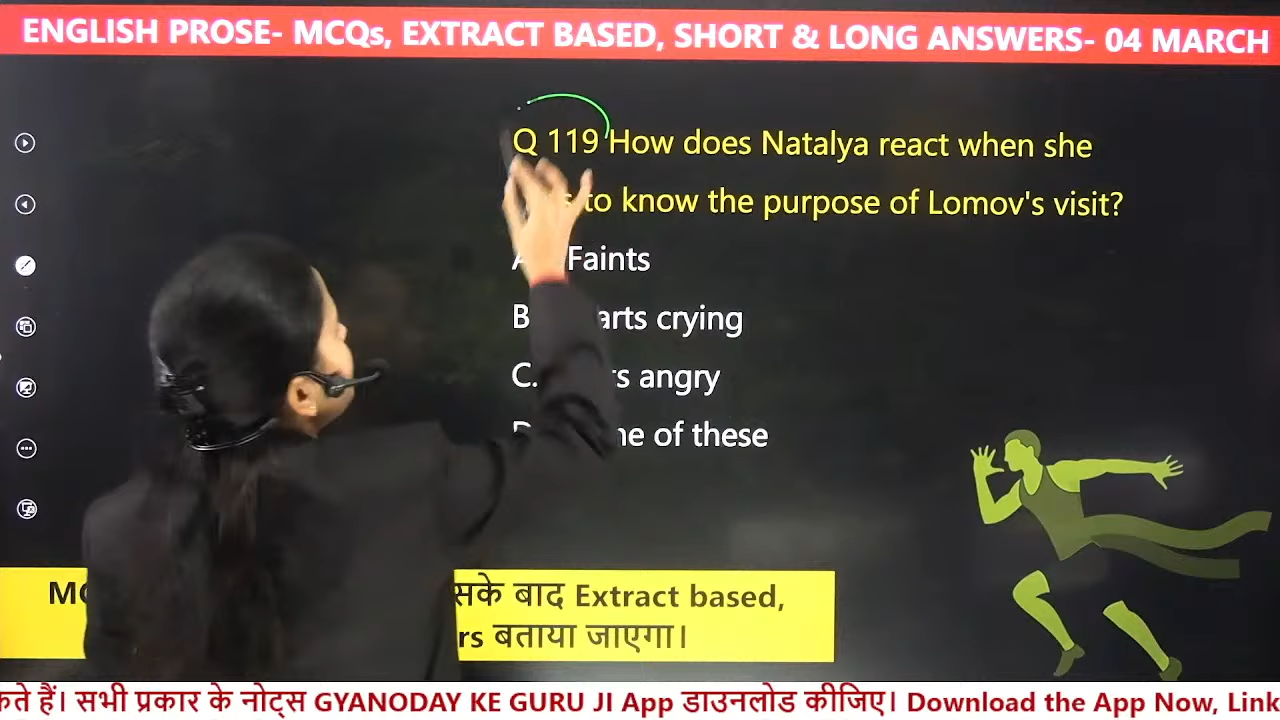 ENGLISH PROSE- MCQs, EXTRACT BASED, SHORT & LONG ANSWERS- 04 MARCH
Q 119 How does Natalya react when she
to know the purpose of Lomov's visit?
Faints
B arts crying
C. angry
of these
सके बाद Extract based,
rs बताया जाएगा।
कते हैं। सभी प्रकार के नोट्स GYANODAY KE GURU JI App डाउनलोड कीजिए। Download the App Now, Link